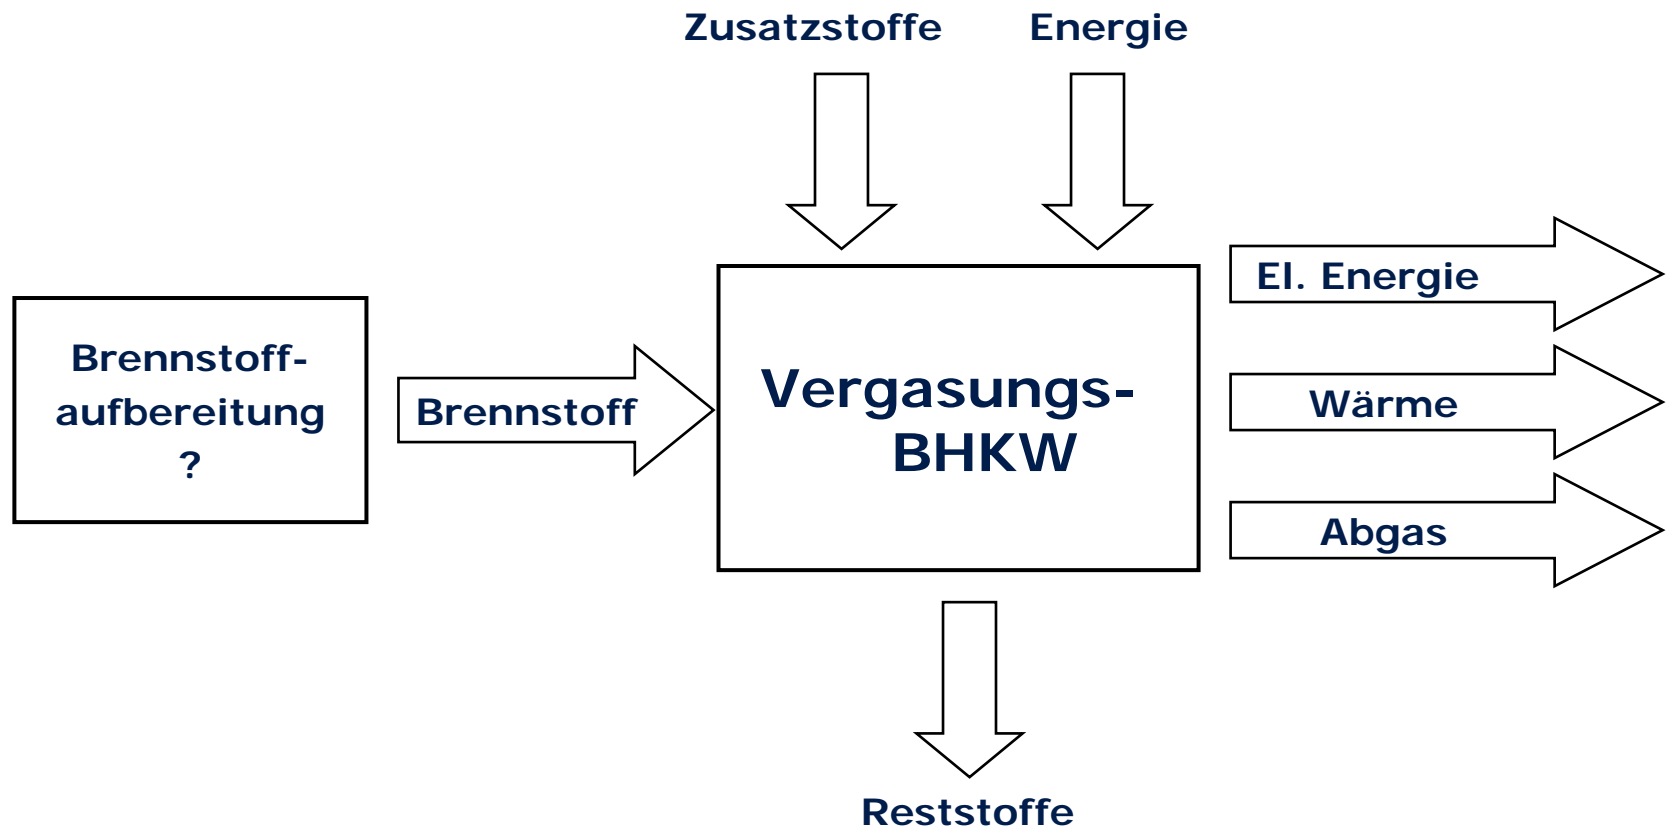 Zusatzstoffe
Energie
Brennstoff-
aufbereitung
?
Brennstoff
Vergasungs-
BHKW
El. Energie
Wärme
Abgas
Reststoffe